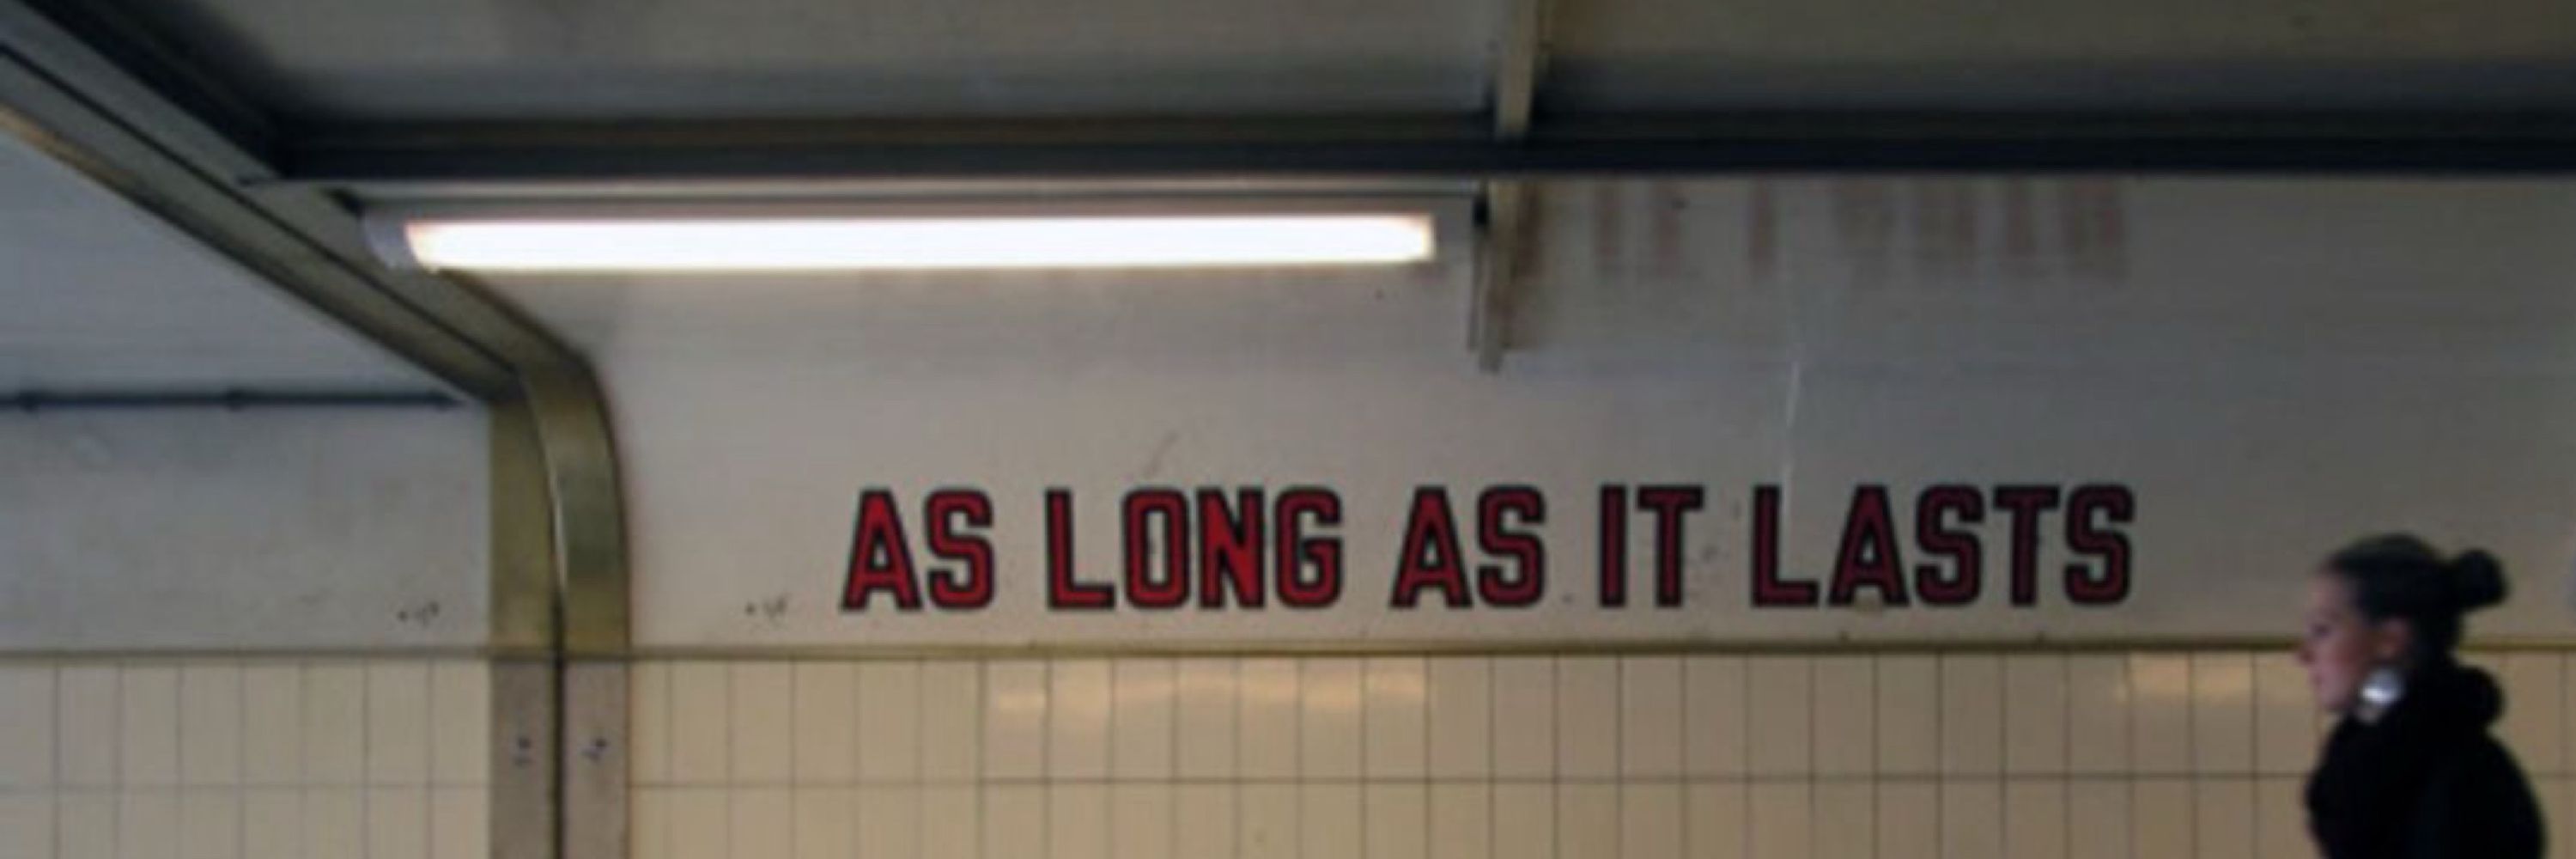 AS LONG AS IT LASTS